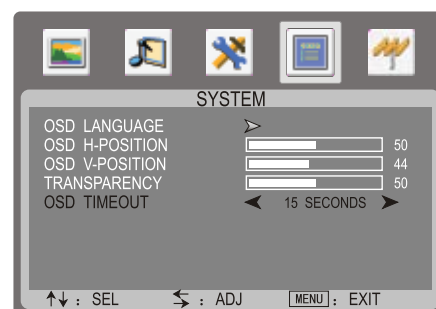 SYSTEM
OSD LANGUAGE
OSD H-POSITION 50
OSD V-POSITION 44
TRANSPARENCY 50
OSD TIMEOUT 15 SECONDS
: SEL : ADJ MENU : EXIT